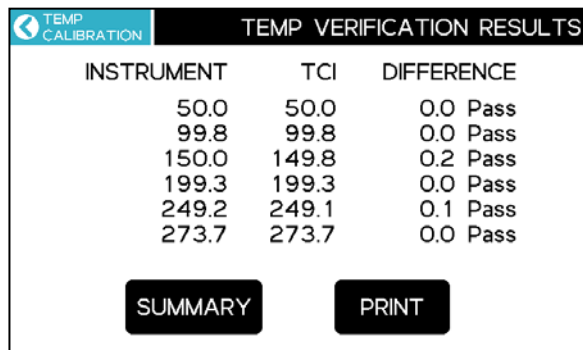 TEMP
CALIBRATION
TEMP VERIFICATION RESULTS
INSTRUMENT TCI DIFFERENCE
50.0 50.0 0.0 Pass
99.8 99.8 0.0 Pass
150.0 149.8 0.2 Pass
199.3 199.3 0.0 Pass
249.2 249.1 0.1 Pass
273.7 273.7 0.0 Pass
SUMMARY PRINT